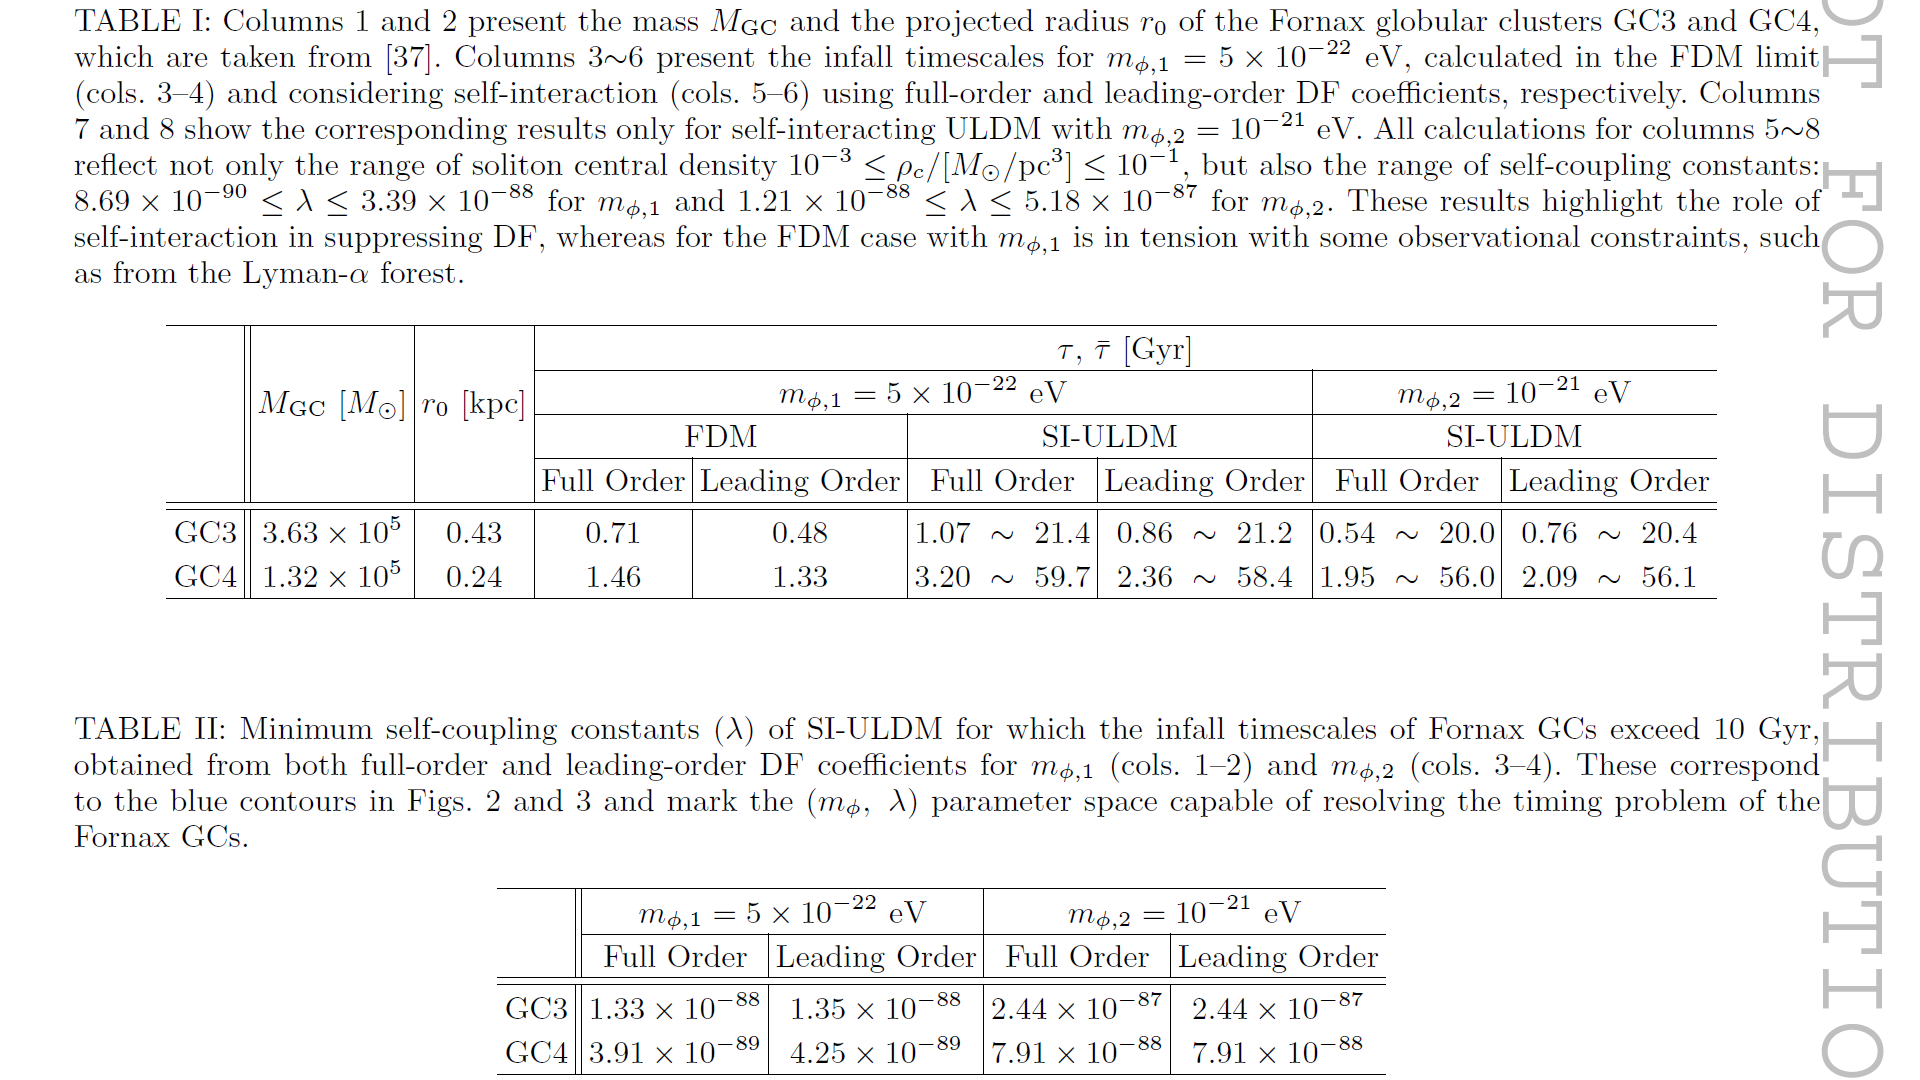 TABLE I: Columns 1 and 2 present the mass M_GC and the projected radius r_0 of the Fornax globular clusters GC3 and GC4,
which are taken from [37]. Columns 3∼6 present the infall timescales for m_ϕ,1 = 5 × 10^−22 eV, calculated in the FDM limit
(cols. 3–4) and considering self-interaction (cols. 5–6) using full-order and leading-order DF coefficients, respectively. Columns
7 and 8 show the corresponding results only for self-interacting ULDM with m_ϕ,2 = 10^−21 eV. All calculations for columns 5∼8
reflect not only the range of soliton central density 10^−3 ≤ ρ_c/[M_⊙/pc^3] ≤ 10^−1, but also the range of self-coupling constants:
8.69 × 10^−90 ≤ λ ≤ 3.39 × 10^−88 for m_ϕ,1 and 1.21 × 10^−88 ≤ λ ≤ 5.18 × 10^−87 for m_ϕ,2. These results highlight the role of
self-interaction in suppressing DF, whereas for the FDM case with m_ϕ,1 is in tension with some observational constraints, such
as from the Lyman-α forest.
τ, τ̄ [Gyr]
M_GC [M_⊙] r_0 [kpc] m_ϕ,1 = 5 × 10^−22 eV m_ϕ,2 = 10^−21 eV
FDM SI-ULDM SI-ULDM
Full Order Leading Order Full Order Leading Order Full Order Leading Order
GC3 3.63 × 10^5 0.43 0.71 0.48 1.07 ∼ 21.4 0.86 ∼ 21.2 0.54 ∼ 20.0 0.76 ∼ 20.4
GC4 1.32 × 10^5 0.24 1.46 1.33 3.20 ∼ 59.7 2.36 ∼ 58.4 1.95 ∼ 56.0 2.09 ∼ 56.1
TABLE II: Minimum self-coupling constants (λ) of SI-ULDM for which the infall timescales of Fornax GCs exceed 10 Gyr,
obtained from both full-order and leading-order DF coefficients for m_ϕ,1 (cols. 1–2) and m_ϕ,2 (cols. 3–4). These correspond
to the blue contours in Figs. 2 and 3 and mark the (m_ϕ, λ) parameter space capable of resolving the timing problem of the
Fornax GCs.
m_ϕ,1 = 5 × 10^−22 eV m_ϕ,2 = 10^−21 eV
Full Order Leading Order Full Order Leading Order
GC3 1.33 × 10^−88 1.35 × 10^−88 2.44 × 10^−87 2.44 × 10^−87
GC4 3.91 × 10^−89 4.25 × 10^−89 7.91 × 10^−88 7.91 × 10^−88
OT FOR DISTRIBUTIO